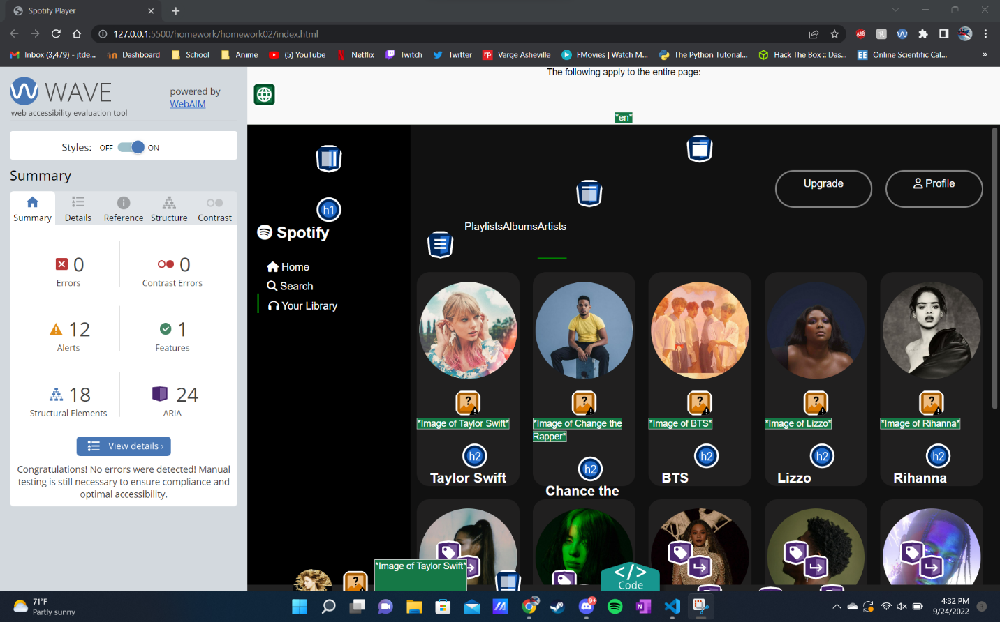 Spotify Player
127.0.0.1:5500/homework/homework02/index.html
Inbox (3,479) - jtde...
Dashboard
School
Anime
(5) YouTube
Netflix
Twitch
Twitter
Verge Asheville
FMovies | Watch M...
The Python Tutorial...
Hack The Box :: Das...
Online Scientific Cal...
»
WAVE
web accessibility evaluation tool
powered by
WebAIM
Styles: OFF ON
Summary
Summary Details Reference Structure Contrast
0
Errors
0
Contrast Errors
12
Alerts
1
Features
18
Structural Elements
24
ARIA
View details ›
Congratulations! No errors were detected! Manual
testing is still necessary to ensure compliance and
optimal accessibility.
The following apply to the entire page:
*en*
h1
Spotify
Home
Search
Your Library
Upgrade
Profile
PlaylistsAlbumsArtists
*Image of Taylor Swift*
h2
Taylor Swift
*Image of Change the
Rapper*
h2
Chance the
*Image of BTS*
h2
BTS
*Image of Lizzo*
h2
Lizzo
*Image of Rihanna*
h2
Rihanna
*Image of Taylor Swift*
</>
Code
71°F
Partly sunny
9+
4:32 PM
9/24/2022
3